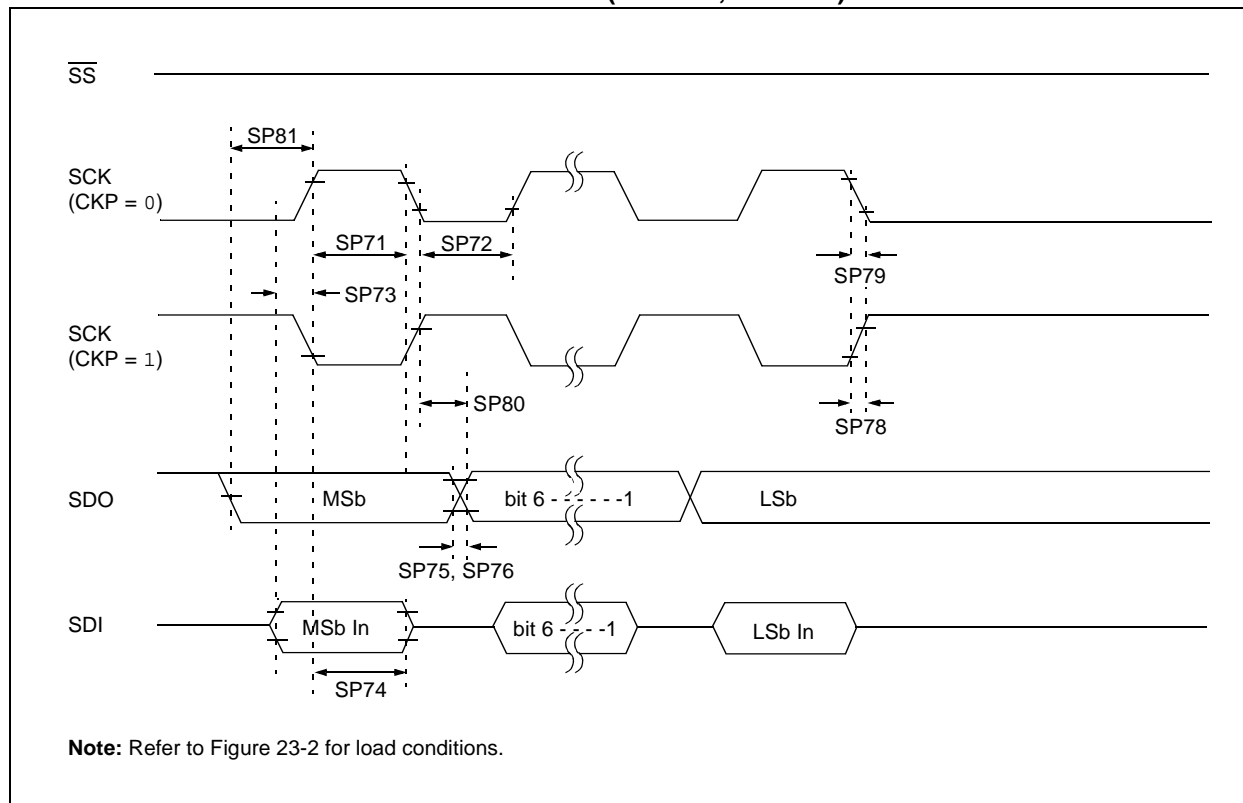 SS
SP81
SCK
(CKP = 0)
SP71
SP72
SP79
SP73
SCK
(CKP = 1)
SP80
SP78
SDO
MSb
bit 6 - - - - - - -1
LSb
SP75, SP76
SDI
MSb In
bit 6 - - - - -1
LSb In
SP74
Note: Refer to Figure 23-2 for load conditions.